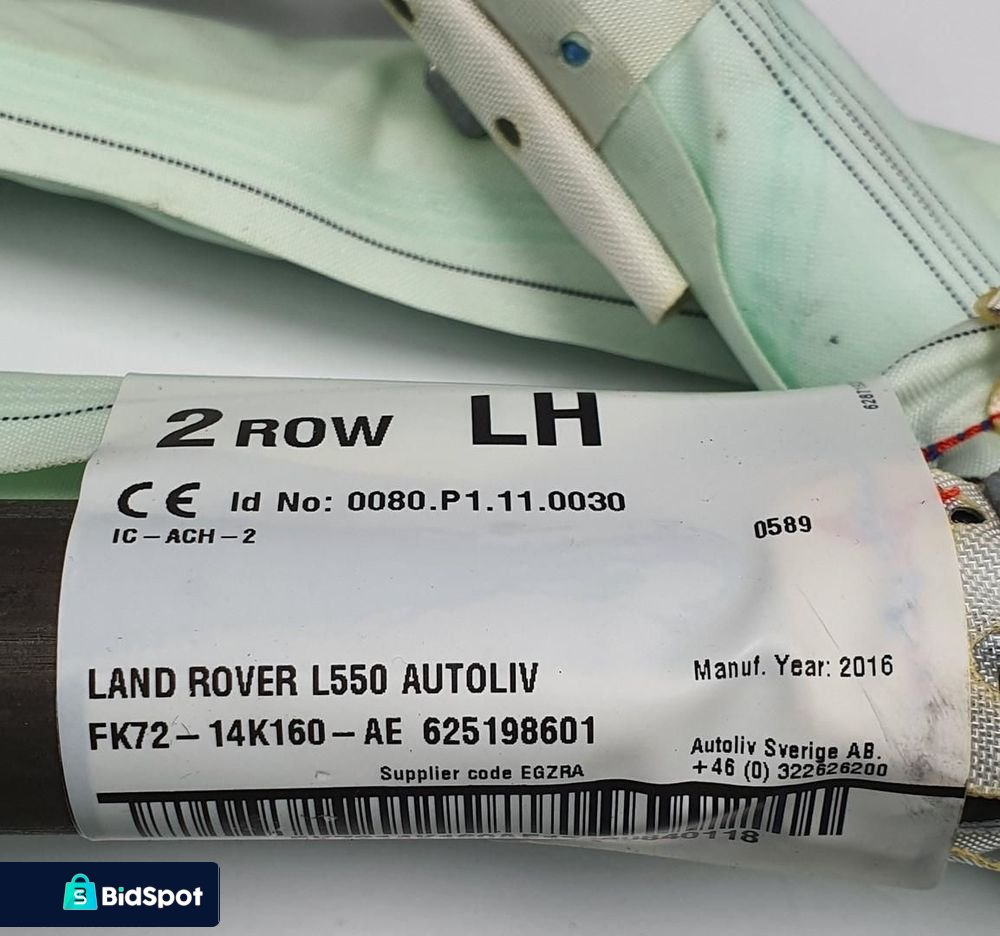 2 ROW LH
CE Id No: 0080.P1.11.0030
IC-ACH-2
0589
LAND ROVER L550 AUTOLIV
Manuf. Year: 2016
FK72-14K160-AE 625198601
Autoliv Sverige AB.
+46 (0) 322626200
Supplier code EGZRA
BidSpot